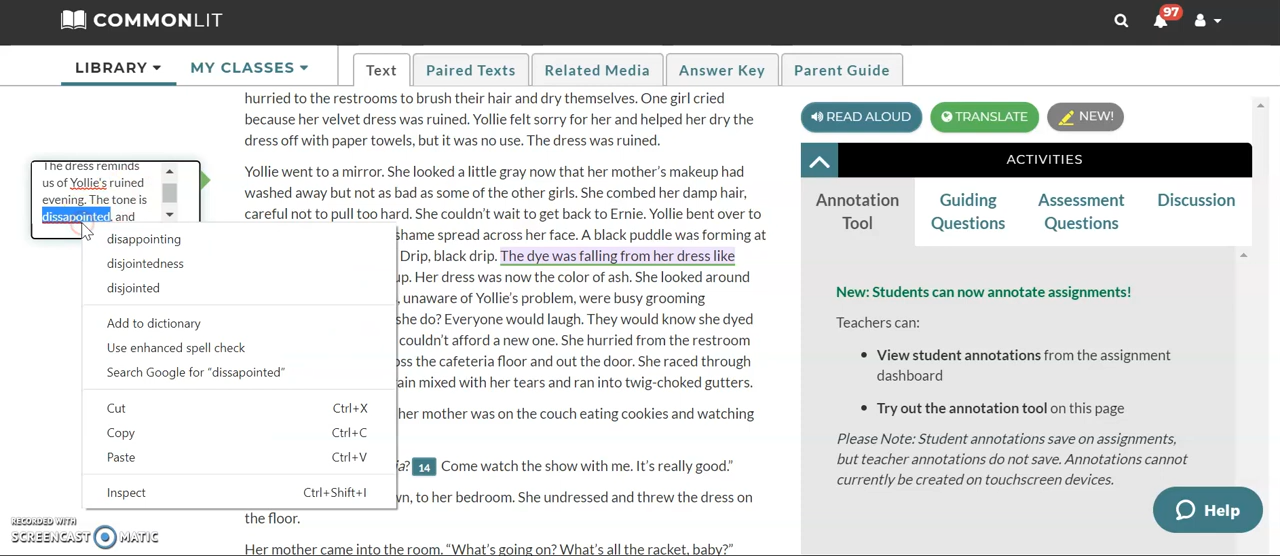 COMMONLIT
97
LIBRARY
MY CLASSES
Text
Paired Texts
Related Media
Answer Key
Parent Guide
hurried to the restrooms to brush their hair and dry themselves. One girl cried
because her velvet dress was ruined. Yollie felt sorry for her and helped her dry the
dress off with paper towels, but it was no use. The dress was ruined.
Yollie went to a mirror. She looked a little gray now that her mother's makeup had
washed away but not as bad as some of the other girls. She combed her damp hair,
careful not to pull too hard. She couldn't wait to get back to Ernie. Yollie bent over to
shame spread across her face. A black puddle was forming at
Drip, black drip. The dye was falling from her dress like
up. Her dress was now the color of ash. She looked around
, unaware of Yollie's problem, were busy grooming
she do? Everyone would laugh. They would know she dyed
couldn't afford a new one. She hurried from the restroom
oss the cafeteria floor and out the door. She raced through
ain mixed with her tears and ran into twig-choked gutters.
her mother was on the couch eating cookies and watching
ia? 14 Come watch the show with me. It's really good."
wn, to her bedroom. She undressed and threw the dress on
the floor.
Her mother came into the room. "What's going on? What's all the racket, baby?"
The dress reminds
us of Yollie's ruined
evening. The tone is
dissapointed, and
disappointing
disjointedness
disjointed
Add to dictionary
Use enhanced spell check
Search Google for "dissapointed"
Cut Ctrl+X
Copy Ctrl+C
Paste Ctrl+V
Inspect Ctrl+Shift+I
READ ALOUD
TRANSLATE
NEW!
ACTIVITIES
Annotation
Tool
Guiding
Questions
Assessment
Questions
Discussion
New: Students can now annotate assignments!
Teachers can:
• View student annotations from the assignment
dashboard
• Try out the annotation tool on this page
Please Note: Student annotations save on assignments,
but teacher annotations do not save. Annotations cannot
currently be created on touchscreen devices.
Help
RECORDED WITH
SCREENCAST MATIC